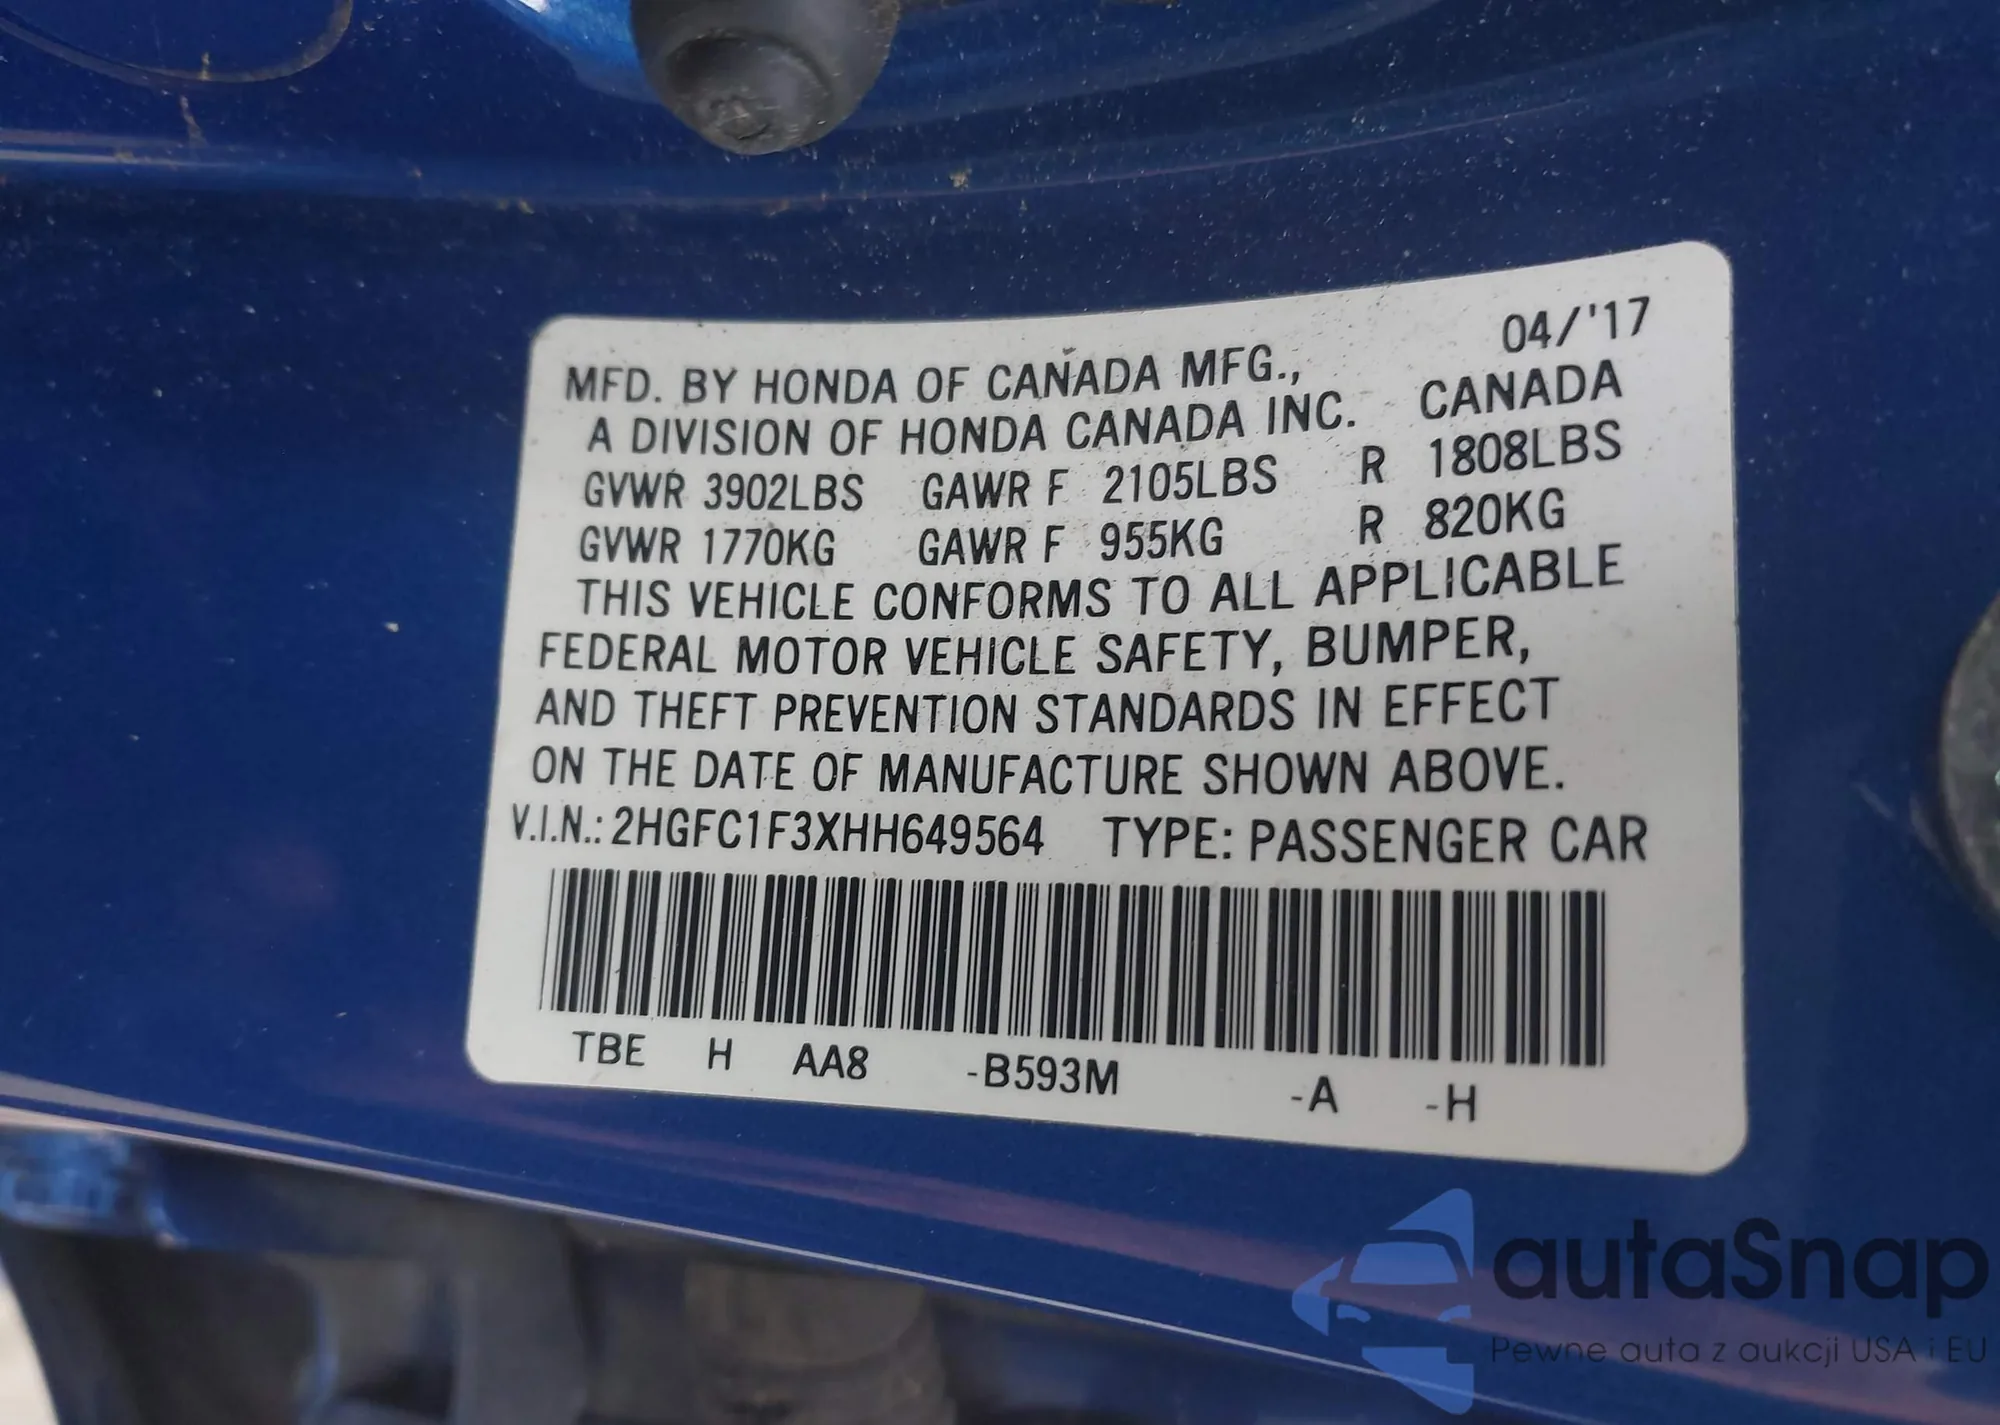 04/'17
MFD. BY HONDA OF CANADA MFG.,
A DIVISION OF HONDA CANADA INC. CANADA
GVWR 3902LBS GAWR F 2105LBS R 1808LBS
GVWR 1770KG GAWR F 955KG R 820KG
THIS VEHICLE CONFORMS TO ALL APPLICABLE
FEDERAL MOTOR VEHICLE SAFETY, BUMPER,
AND THEFT PREVENTION STANDARDS IN EFFECT
ON THE DATE OF MANUFACTURE SHOWN ABOVE.
V.I.N.: 2HGFC1F3XHH649564 TYPE: PASSENGER CAR
TBE H AA8 -B593M -A -H
autaSnap
Pewne auta z aukcji USA i EU